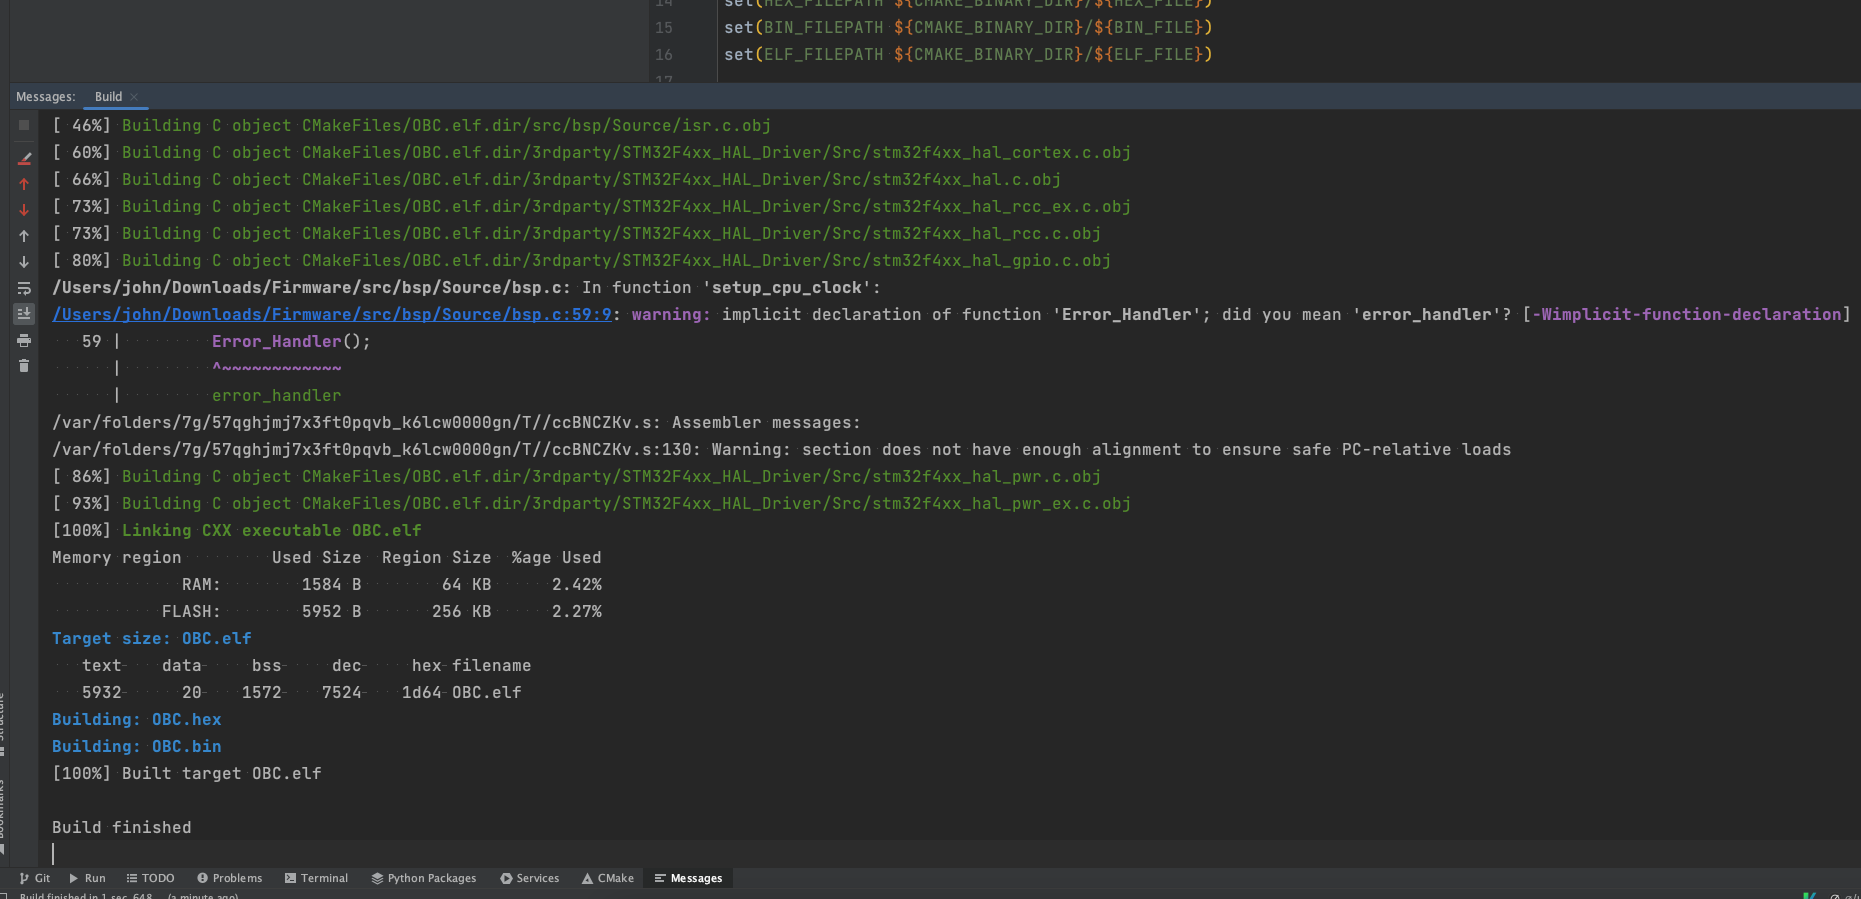 14 set(HEX_FILEPATH ${CMAKE_BINARY_DIR}/${HEX_FILE})
15 set(BIN_FILEPATH ${CMAKE_BINARY_DIR}/${BIN_FILE})
16 set(ELF_FILEPATH ${CMAKE_BINARY_DIR}/${ELF_FILE})
17
Messages: Build ×
[ 46%] Building C object CMakeFiles/OBC.elf.dir/src/bsp/Source/isr.c.obj
[ 60%] Building C object CMakeFiles/OBC.elf.dir/3rdparty/STM32F4xx_HAL_Driver/Src/stm32f4xx_hal_cortex.c.obj
[ 66%] Building C object CMakeFiles/OBC.elf.dir/3rdparty/STM32F4xx_HAL_Driver/Src/stm32f4xx_hal.c.obj
[ 73%] Building C object CMakeFiles/OBC.elf.dir/3rdparty/STM32F4xx_HAL_Driver/Src/stm32f4xx_hal_rcc_ex.c.obj
[ 73%] Building C object CMakeFiles/OBC.elf.dir/3rdparty/STM32F4xx_HAL_Driver/Src/stm32f4xx_hal_rcc.c.obj
[ 80%] Building C object CMakeFiles/OBC.elf.dir/3rdparty/STM32F4xx_HAL_Driver/Src/stm32f4xx_hal_gpio.c.obj
/Users/john/Downloads/Firmware/src/bsp/Source/bsp.c: In function 'setup_cpu_clock':
/Users/john/Downloads/Firmware/src/bsp/Source/bsp.c:59:9: warning: implicit declaration of function 'Error_Handler'; did you mean 'error_handler'? [-Wimplicit-function-declaration]
59 | Error_Handler();
| ^~~~~~~~~~~~~
| error_handler
/var/folders/7g/57qghjmj7x3ft0pqvb_k6lcw0000gn/T//ccBNCZKv.s: Assembler messages:
/var/folders/7g/57qghjmj7x3ft0pqvb_k6lcw0000gn/T//ccBNCZKv.s:130: Warning: section does not have enough alignment to ensure safe PC-relative loads
[ 86%] Building C object CMakeFiles/OBC.elf.dir/3rdparty/STM32F4xx_HAL_Driver/Src/stm32f4xx_hal_pwr.c.obj
[ 93%] Building C object CMakeFiles/OBC.elf.dir/3rdparty/STM32F4xx_HAL_Driver/Src/stm32f4xx_hal_pwr_ex.c.obj
[100%] Linking CXX executable OBC.elf
Memory region Used Size Region Size %age Used
RAM: 1584 B 64 KB 2.42%
FLASH: 5952 B 256 KB 2.27%
Target size: OBC.elf
text data bss dec hex filename
5932 20 1572 7524 1d64 OBC.elf
Building: OBC.hex
Building: OBC.bin
[100%] Built target OBC.elf
Build finished
Structure
Bookmarks
Git Run TODO Problems Terminal Python Packages Services CMake Messages
Build finished in 1 sec, 648 (a minute ago)